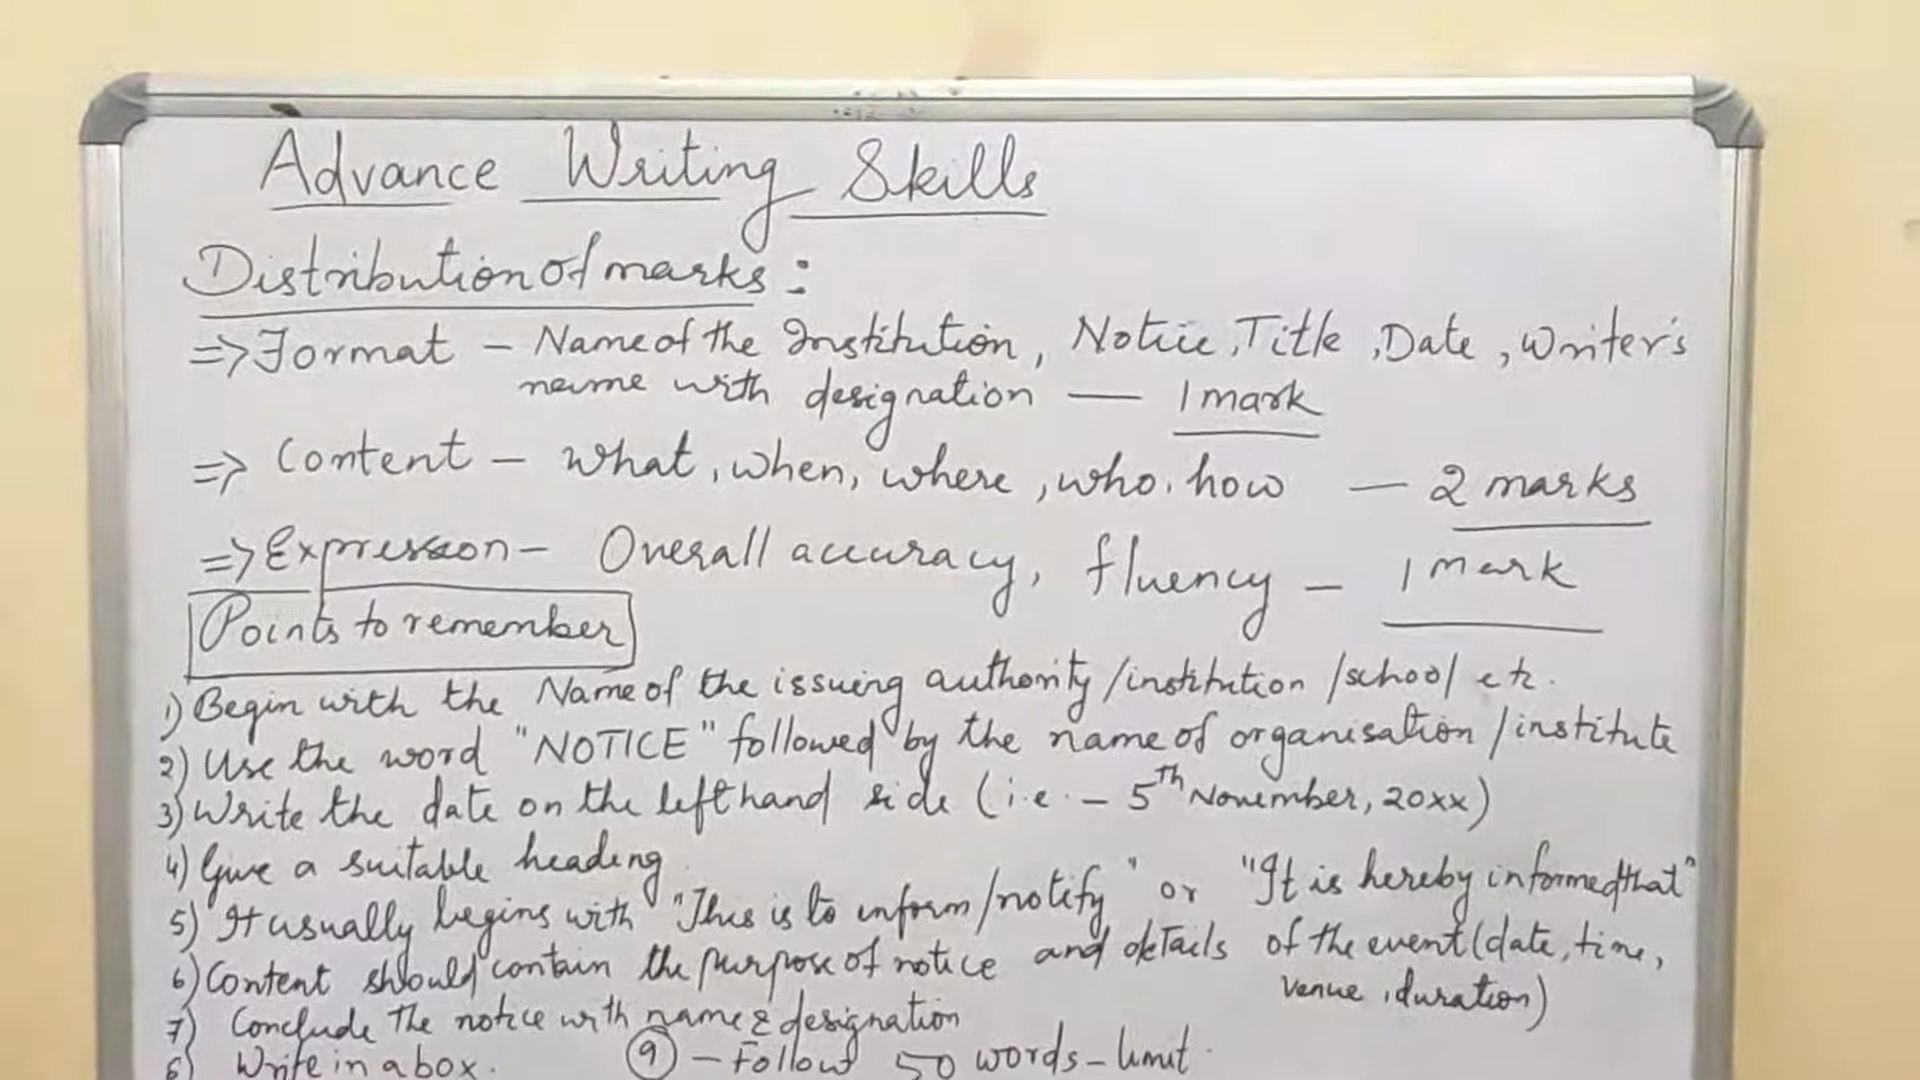 Advance Writing Skills
Distribution of marks :
=> Format - Name of the Institution, Notice, Title, Date, Writer's
name with designation — 1 mark
=> Content - what, when, where, who, how — 2 marks
=> Expression - Overall accuracy, fluency - 1 mark
Points to remember
1) Begin with the Name of the issuing authority/institution/school etc.
2) Use the word "NOTICE" followed by the name of organisation/institute
3) Write the date on the left hand side (i.e. - 5th November, 20xx)
4) Give a suitable heading
5) It usually begins with "This is to inform/notify" or "It is hereby informed that"
6) Content should contain the purpose of notice and details of the event (date, time,
venue, duration)
7) Conclude the notice with name & designation
8) Write in a box. 9 - Follow 50 words-limit.